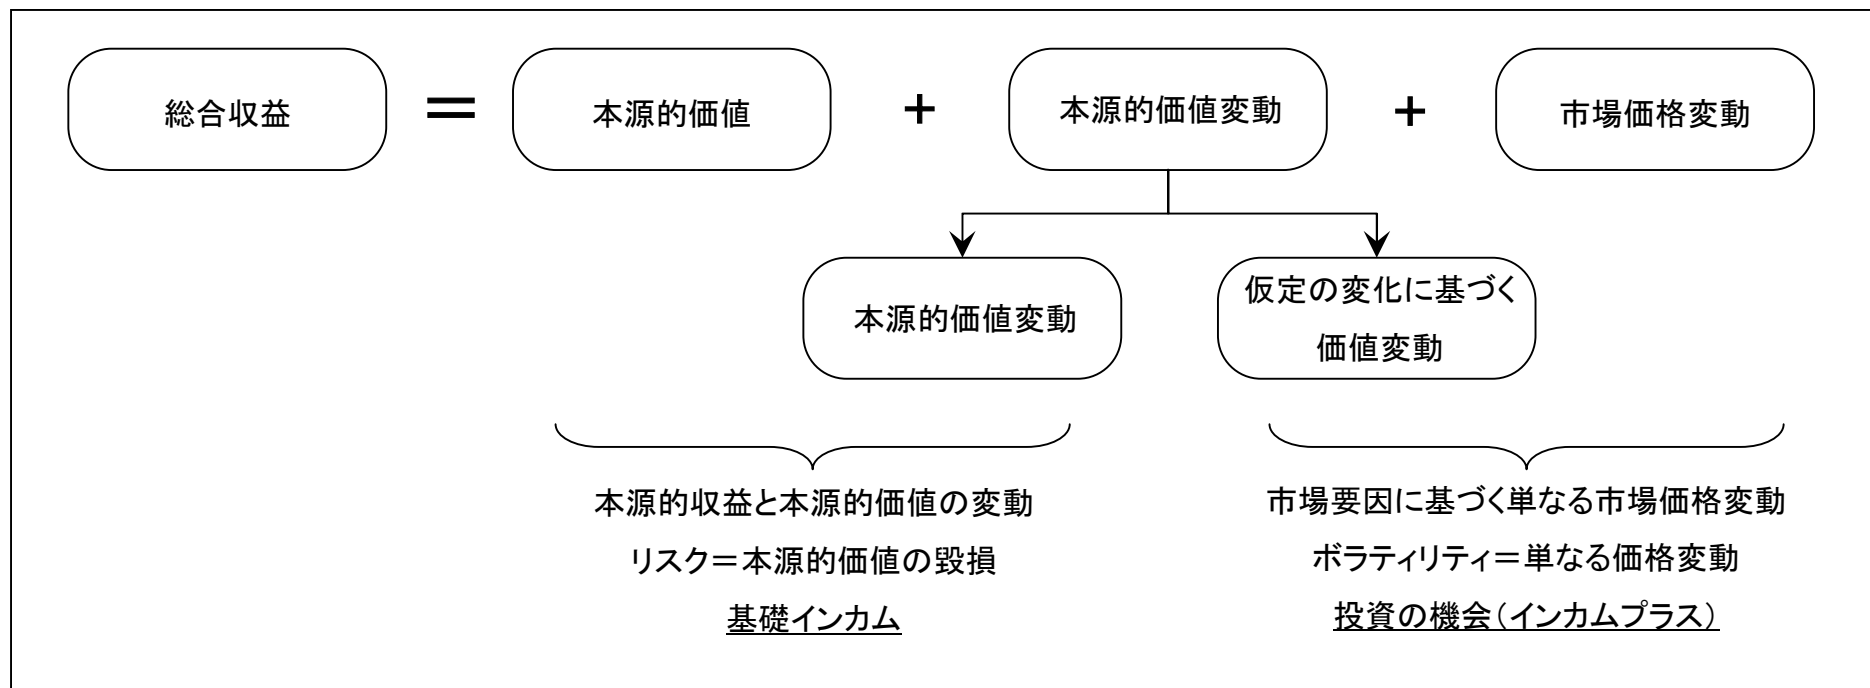 総合収益 ＝ 本源的価値 + 本源的価値変動 + 市場価格変動
本源的価値変動
仮定の変化に基づく
価値変動
本源的収益と本源的価値の変動
リスク＝本源的価値の毀損
基礎インカム
市場要因に基づく単なる市場価格変動
ボラティリティ＝単なる価格変動
投資の機会（インカムプラス）